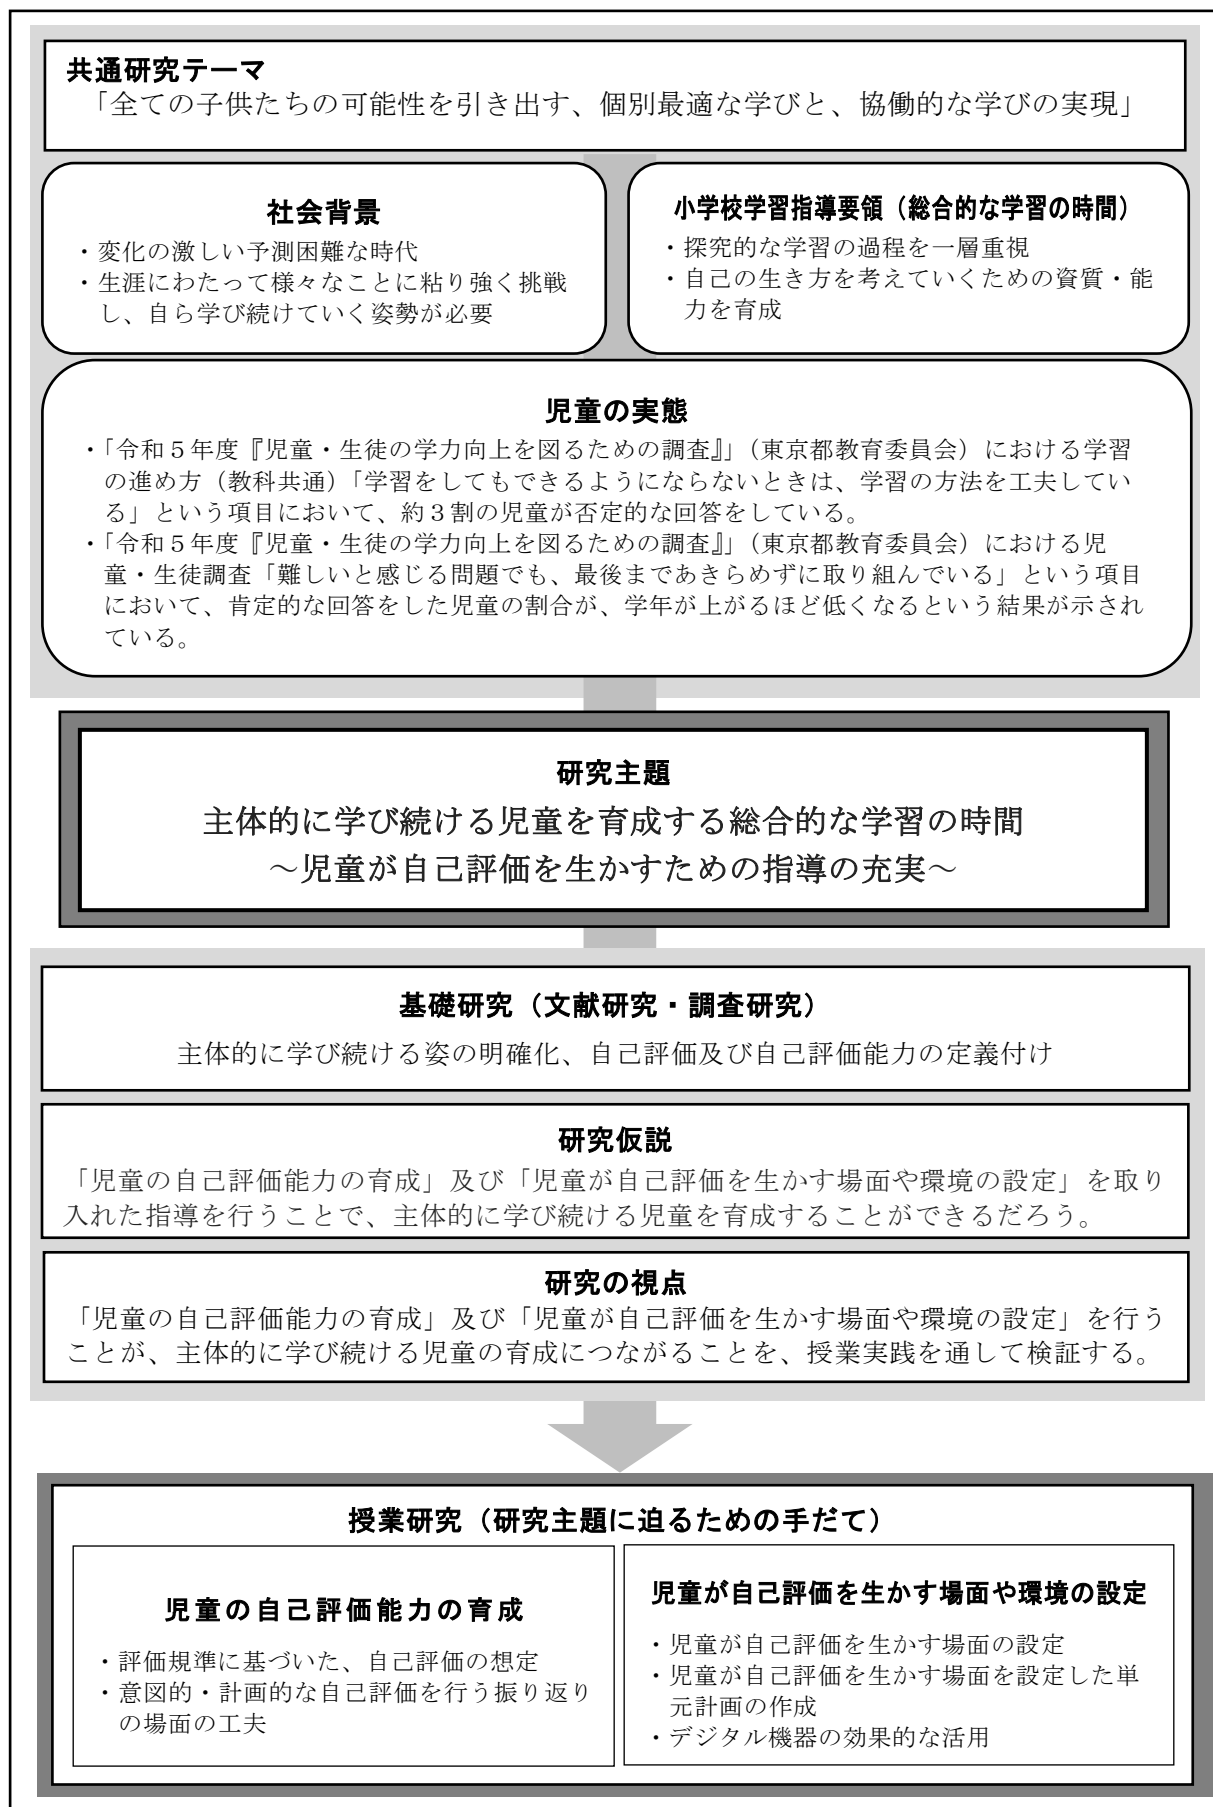 共通研究テーマ
「全ての子供たちの可能性を引き出す、個別最適な学びと、協働的な学びの実現」
社会背景
・変化の激しい予測困難な時代
・生涯にわたって様々なことに粘り強く挑戦
し、自ら学び続けていく姿勢が必要
小学校学習指導要領（総合的な学習の時間）
・探究的な学習の過程を一層重視
・自己の生き方を考えていくための資質・能
力を育成
児童の実態
・「令和５年度『児童・生徒の学力向上を図るための調査』」（東京都教育委員会）における学習
の進め方（教科共通）「学習をしてもできるようにならないときは、学習の方法を工夫してい
る」という項目において、約３割の児童が否定的な回答をしている。
・「令和５年度『児童・生徒の学力向上を図るための調査』」（東京都教育委員会）における児
童・生徒調査「難しいと感じる問題でも、最後まであきらめずに取り組んでいる」という項目
において、肯定的な回答をした児童の割合が、学年が上がるほど低くなるという結果が示され
ている。
研究主題
主体的に学び続ける児童を育成する総合的な学習の時間
～児童が自己評価を生かすための指導の充実～
基礎研究（文献研究・調査研究）
主体的に学び続ける姿の明確化、自己評価及び自己評価能力の定義付け
研究仮説
「児童の自己評価能力の育成」及び「児童が自己評価を生かす場面や環境の設定」を取り
入れた指導を行うことで、主体的に学び続ける児童を育成することができるだろう。
研究の視点
「児童の自己評価能力の育成」及び「児童が自己評価を生かす場面や環境の設定」を行う
ことが、主体的に学び続ける児童の育成につながることを、授業実践を通して検証する。
授業研究（研究主題に迫るための手だて）
児童の自己評価能力の育成
・評価規準に基づいた、自己評価の想定
・意図的・計画的な自己評価を行う振り返り
の場面の工夫
児童が自己評価を生かす場面や環境の設定
・児童が自己評価を生かす場面の設定
・児童が自己評価を生かす場面を設定した単
元計画の作成
・デジタル機器の効果的な活用